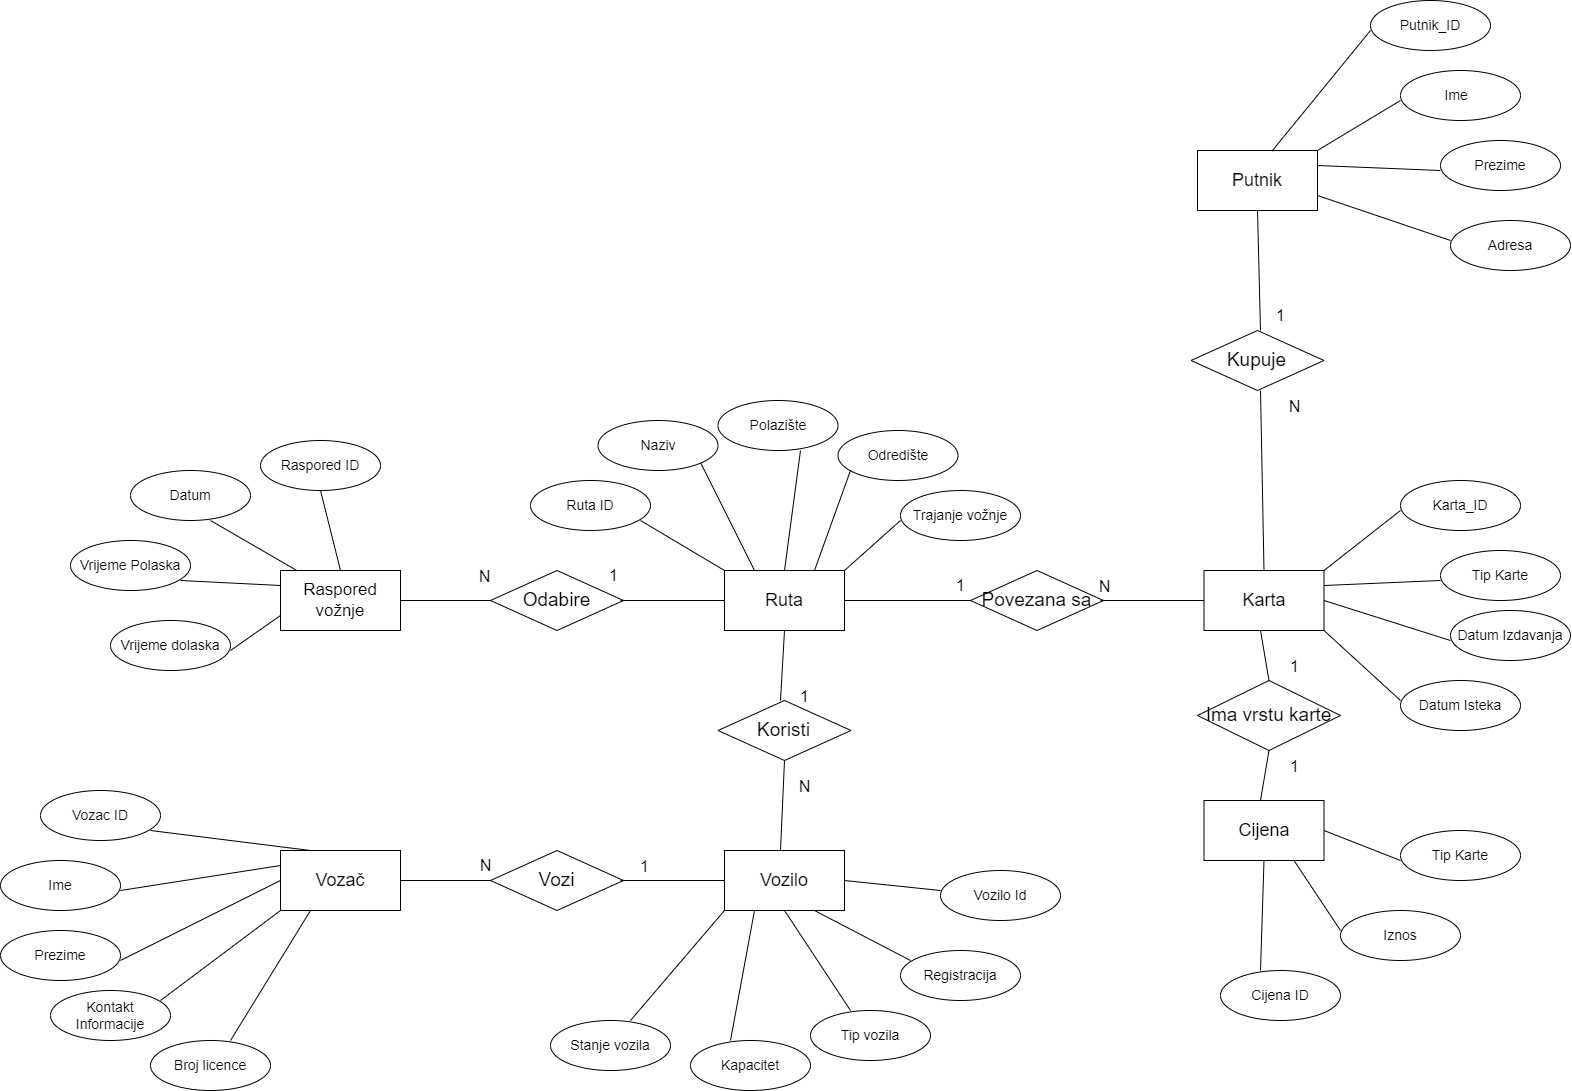 Putnik_ID
Ime
Prezime
Adresa
Putnik
1
Kupuje
N
Raspored ID
Datum
Vrijeme Polaska
Vrijeme dolaska
Raspored
vožnje
N
Odabire
1
Ruta ID
Naziv
Polazište
Odredište
Trajanje vožnje
Ruta
1
Povezana sa
N
Karta
Karta_ID
Tip Karte
Datum Izdavanja
Datum Isteka
1
Ima vrstu karte
1
Cijena
Tip Karte
Iznos
Cijena ID
1
Koristi
N
Vozac ID
Ime
Prezime
Kontakt
Informacije
Broj licence
Vozač
N
Vozi
1
Vozilo
Vozilo Id
Registracija
Tip vozila
Kapacitet
Stanje vozila